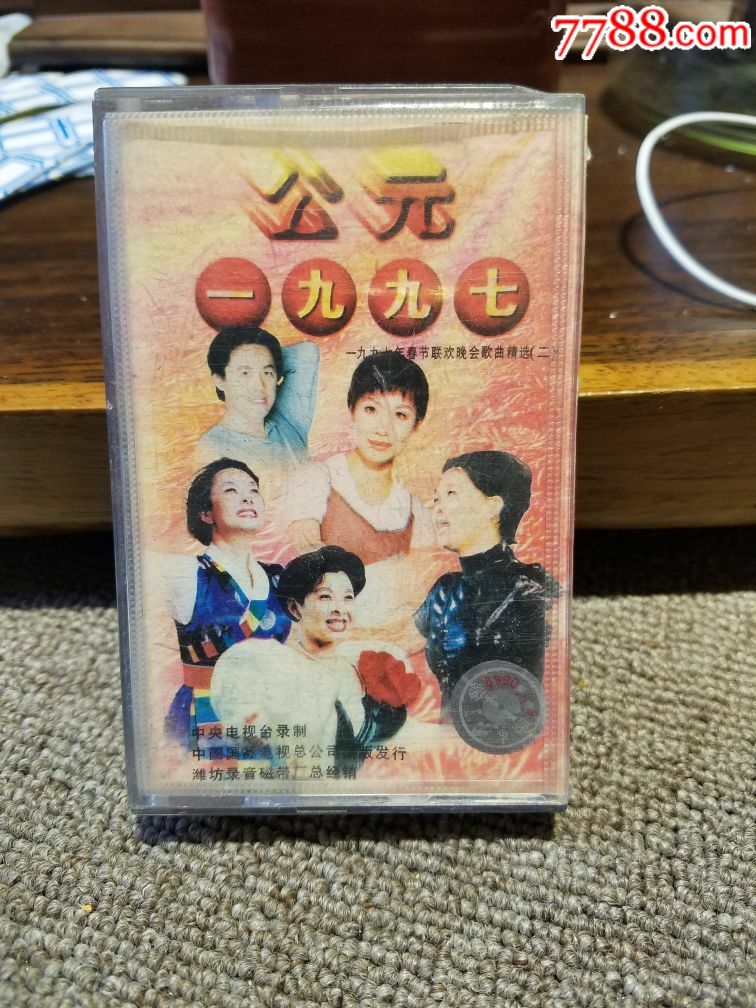 7788.com
公元
一九九七
一九九七年春节联欢晚会歌曲精选(二)
中央电视台录制
中国国际电视总公司出版发行
潍坊录音磁带厂总经销